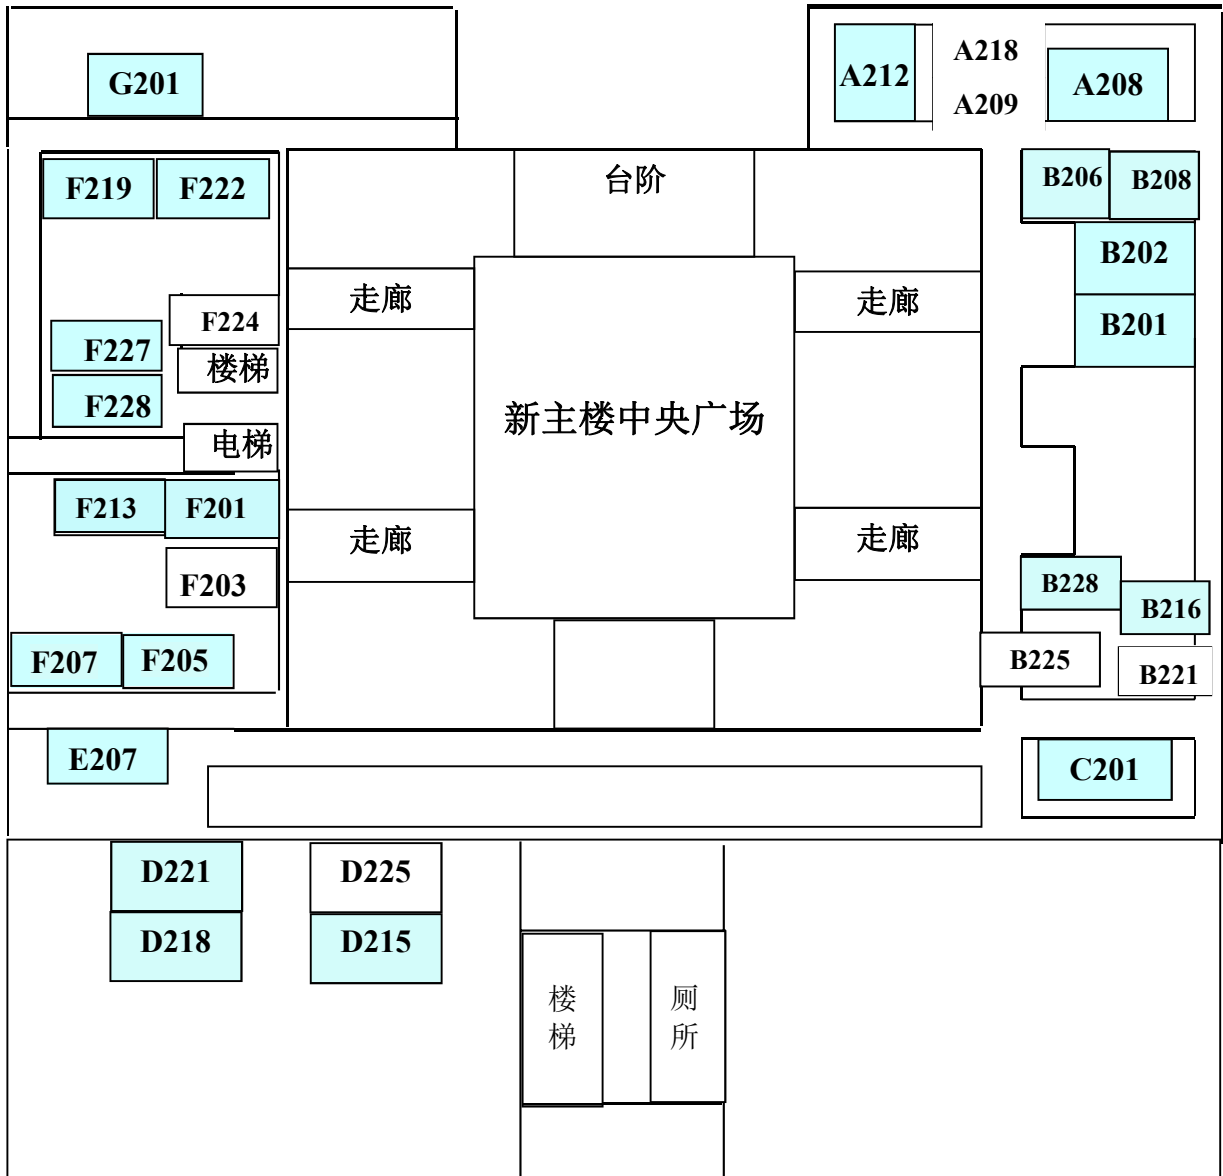 A218
G201
A212
A208
A209
F219
F222
台阶
B206
B208
B202
走廊
走廊
F224
B201
F227
楼梯
F228
新主楼中央广场
电梯
F213
F201
走廊
走廊
F203
B228
B216
F207
F205
B225
B221
E207
C201
D221
D225
D218
D215
楼梯
厕所